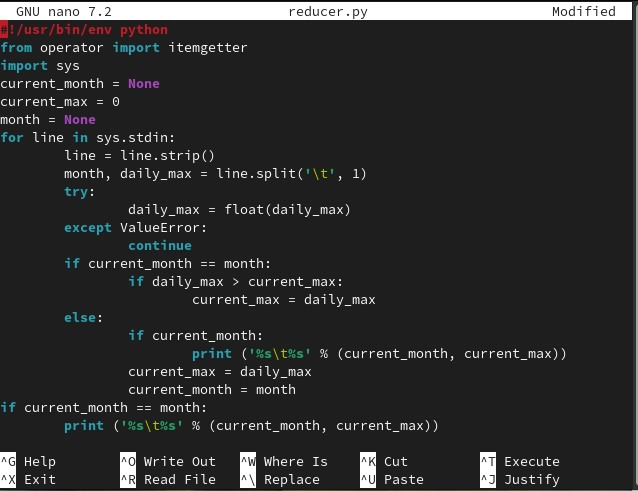 GNU nano 7.2 reducer.py Modified
#!/usr/bin/env python
from operator import itemgetter
import sys
current_month = None
current_max = 0
month = None
for line in sys.stdin:
        line = line.strip()
        month, daily_max = line.split('\t', 1)
        try:
                daily_max = float(daily_max)
        except ValueError:
                continue
        if current_month == month:
                if daily_max > current_max:
                        current_max = daily_max
        else:
                if current_month:
                        print ('%s\t%s' % (current_month, current_max))
                current_max = daily_max
                current_month = month
if current_month == month:
        print ('%s\t%s' % (current_month, current_max))
^G Help ^O Write Out ^W Where Is ^K Cut ^T Execute
^X Exit ^R Read File ^\ Replace ^U Paste ^J Justify